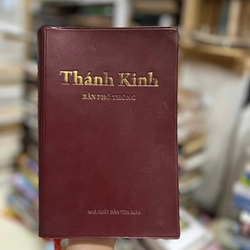 Thánh Kinh
BẢN PHỔ THÔNG
NHÀ XUẤT BẢN TÔN GIÁO